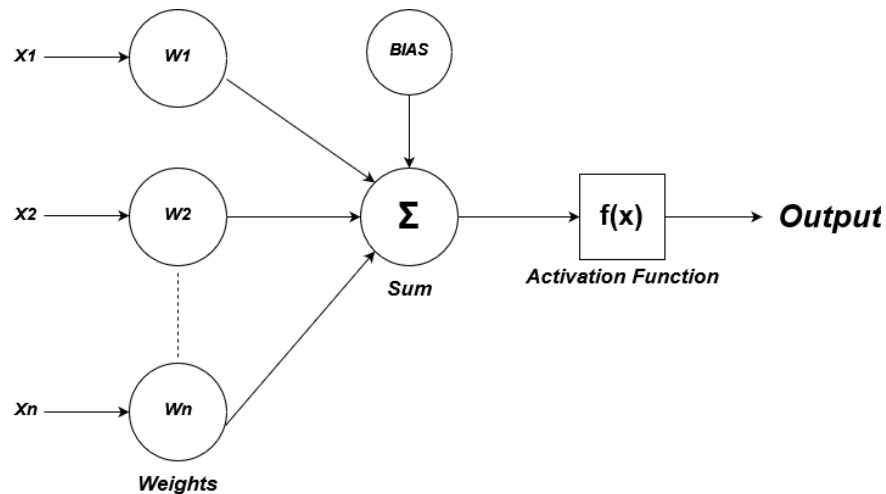 X1
W1
BIAS
X2
W2
Σ
f(x)
Output
Sum
Activation Function
Xn
Wn
Weights